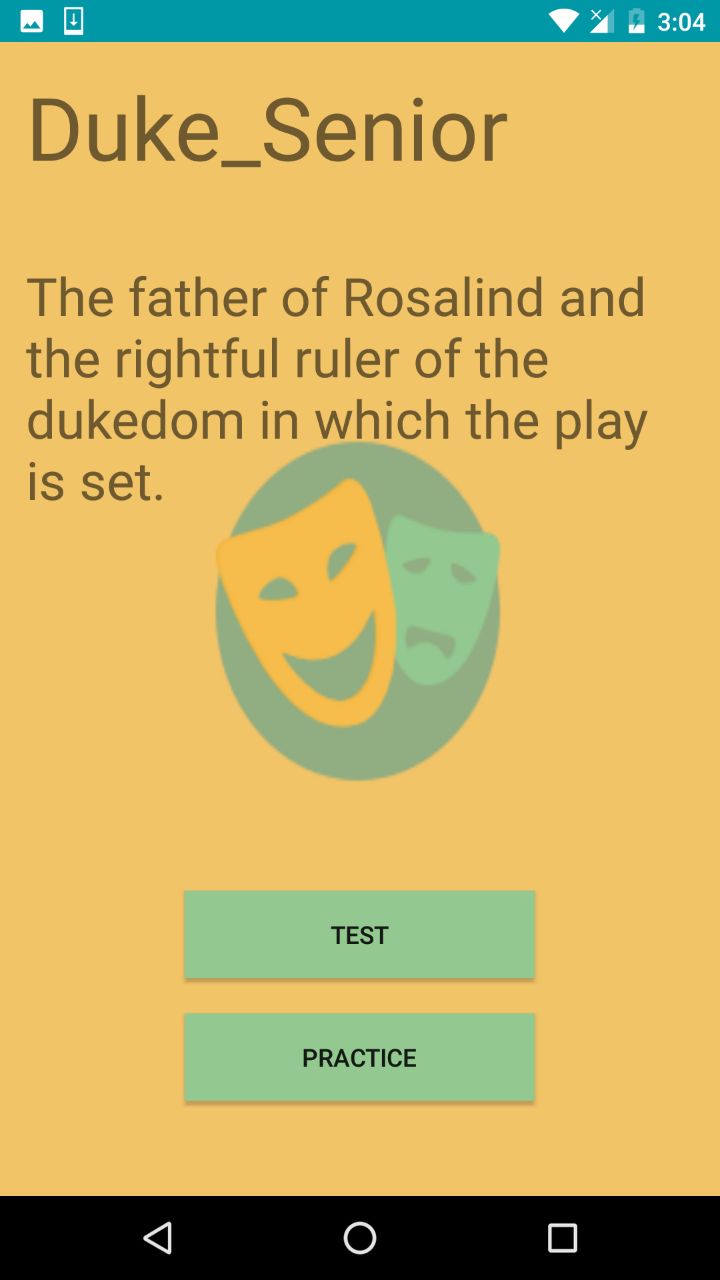 3:04
Duke_Senior
The father of Rosalind and
the rightful ruler of the
dukedom in which the play
is set.
TEST
PRACTICE